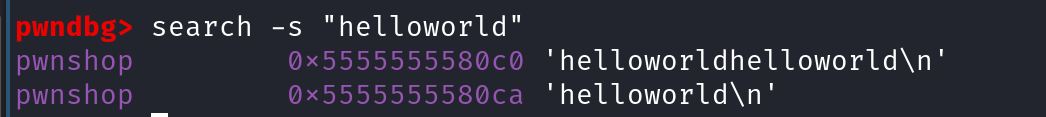 pwndbg> search -s "helloworld"
pwnshop 0x5555555580c0 'helloworldhelloworld\n'
pwnshop 0x5555555580ca 'helloworld\n'